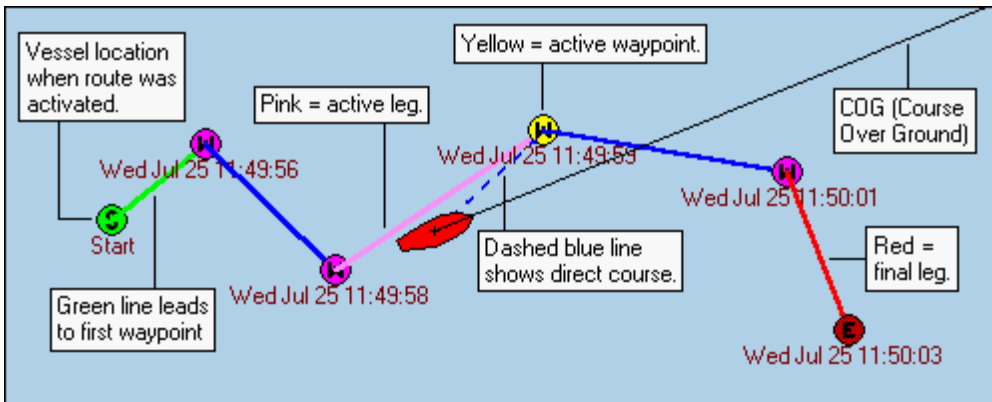 Vessel location
when route was
activated.
Pink = active leg.
Yellow = active waypoint.
COG (Course
Over Ground)
W
Wed Jul 25 11:49:56
W
Wed Jul 25 11:49:59
W
Wed Jul 25 11:50:01
S
Start
W
Wed Jul 25 11:49:58
Dashed blue line
shows direct course.
Red =
final leg.
Green line leads
to first waypoint
E
Wed Jul 25 11:50:03